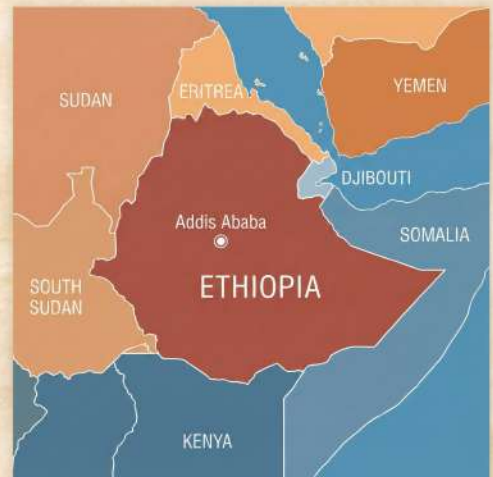 SUDAN
ERITREA
YEMEN
DJIBOUTI
Addis Ababa
SOMALIA
ETHIOPIA
SOUTH
SUDAN
KENYA